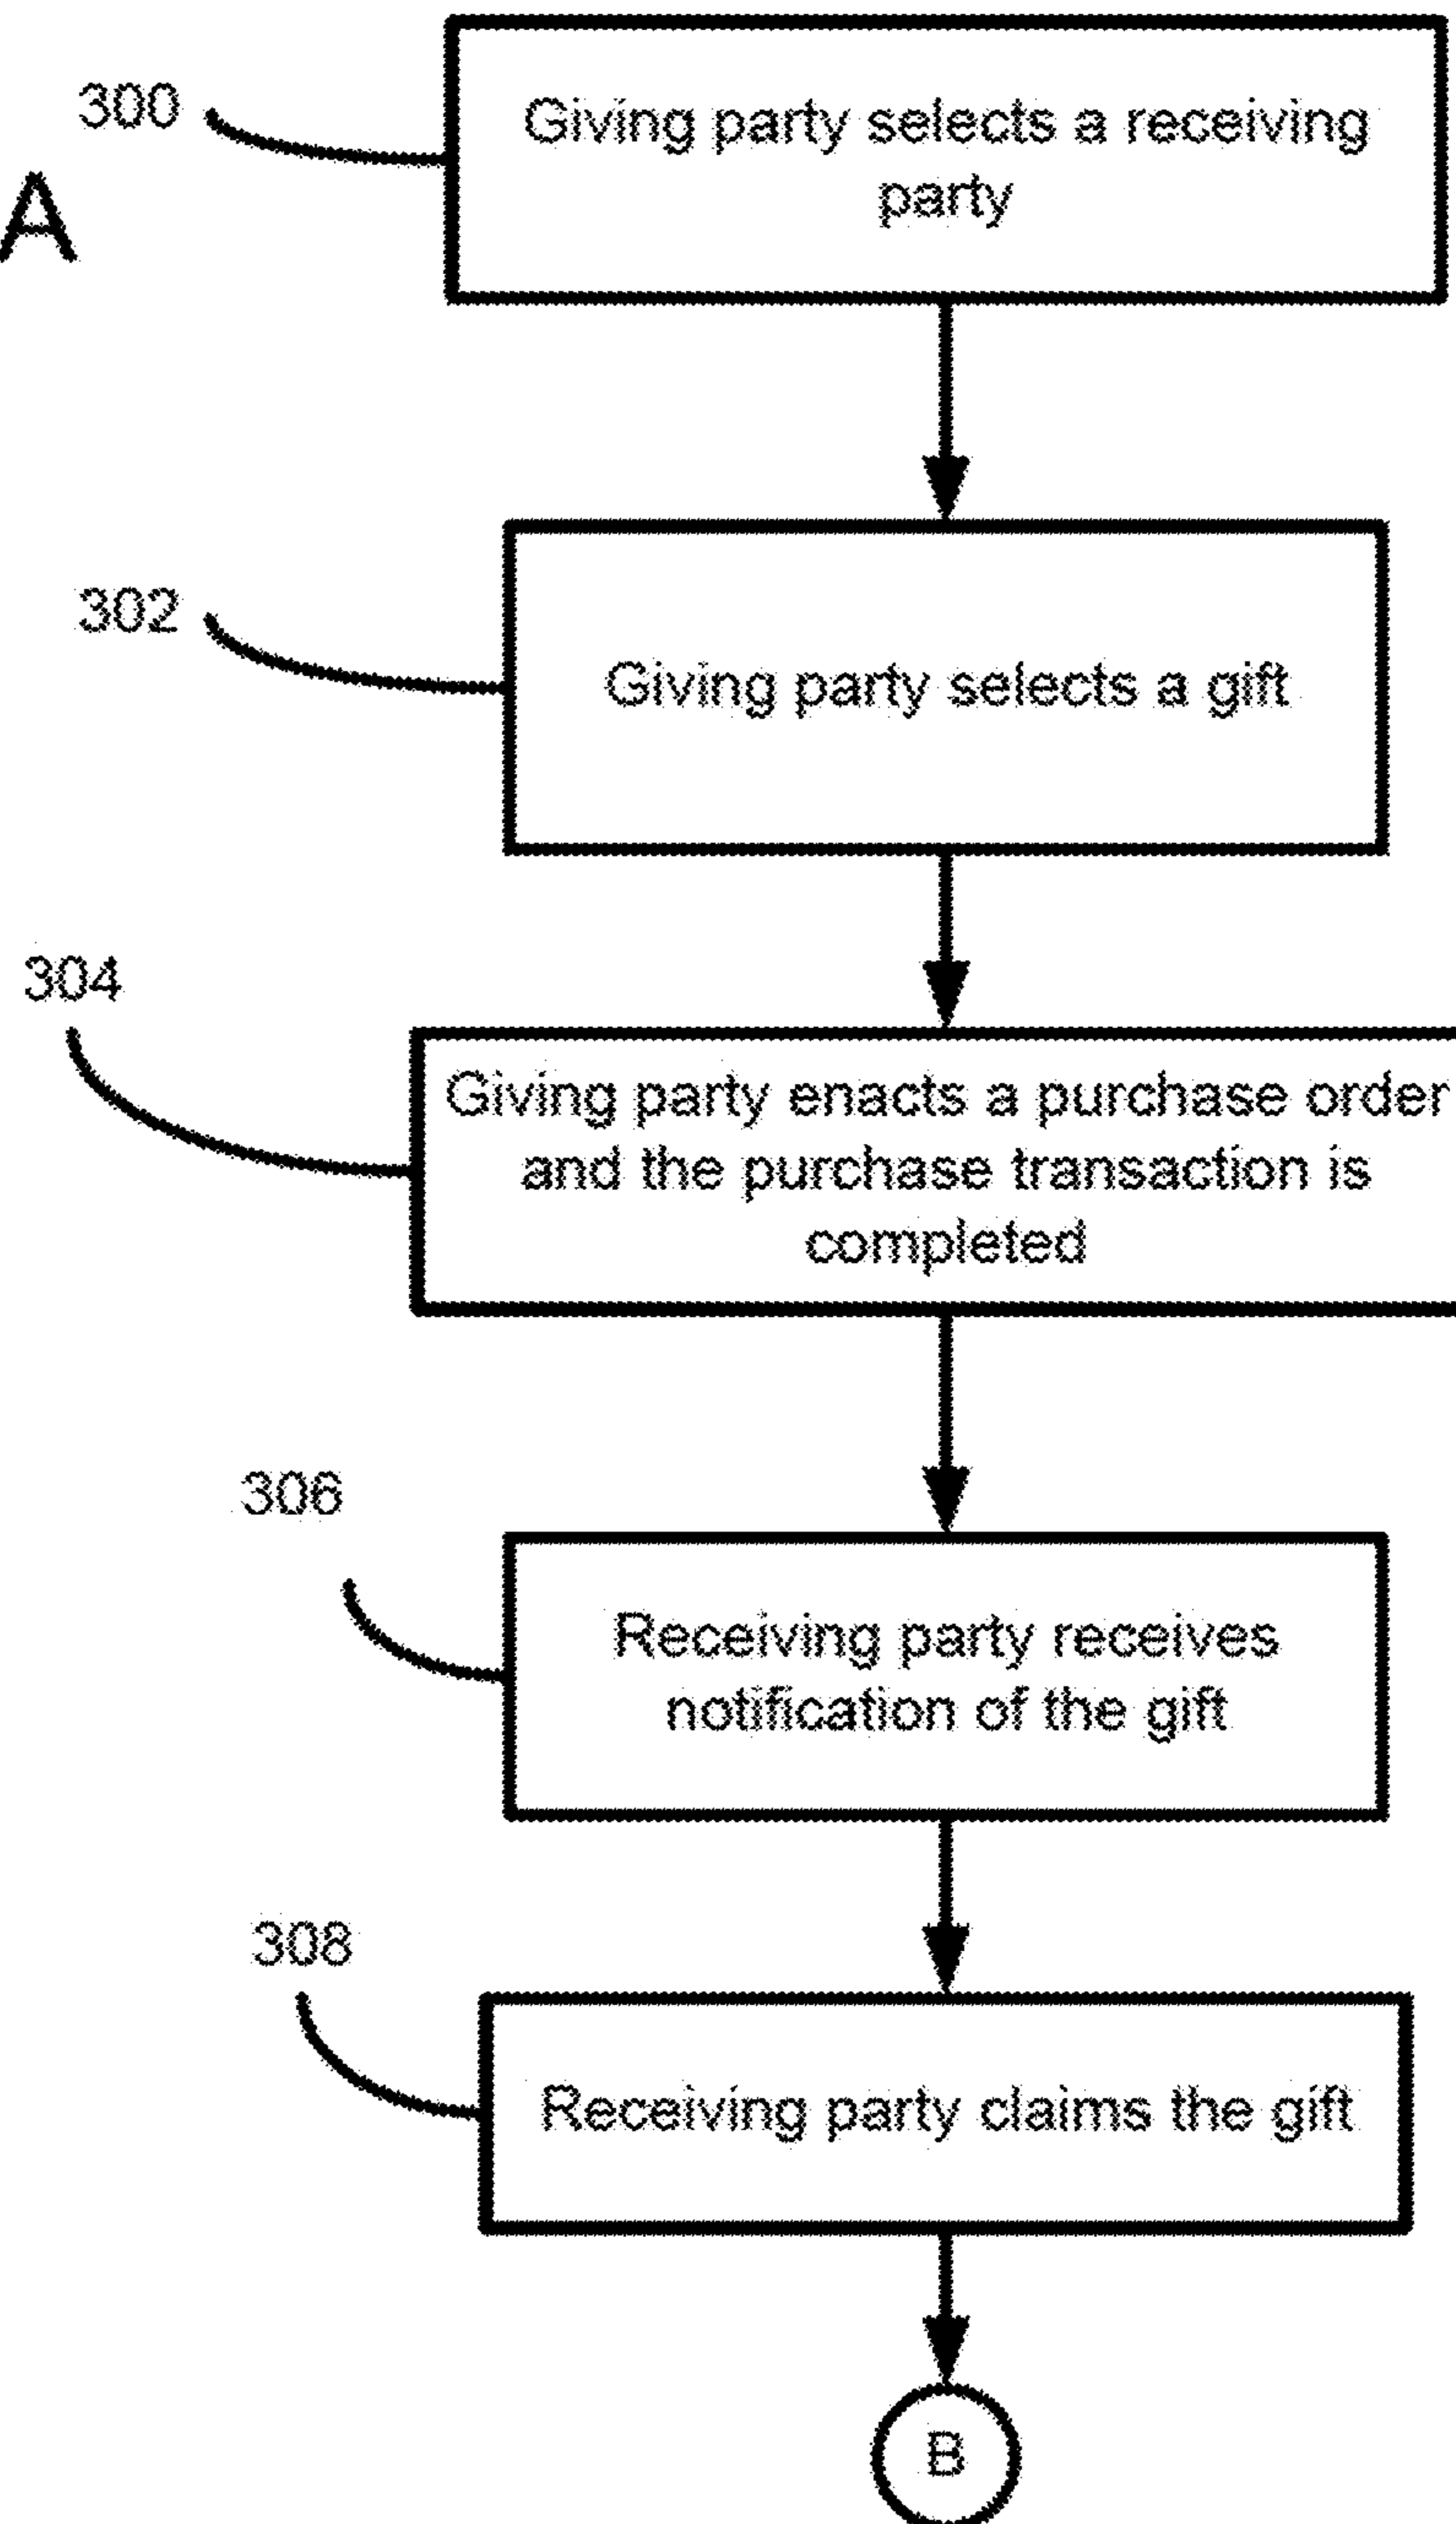 300
Giving party selects a receiving
party
A
302
Giving party selects a gift
304
Giving party enacts a purchase order
and the purchase transaction is
completed
306
Receiving party receives
notification of the gift
308
Receiving party claims the gift
B